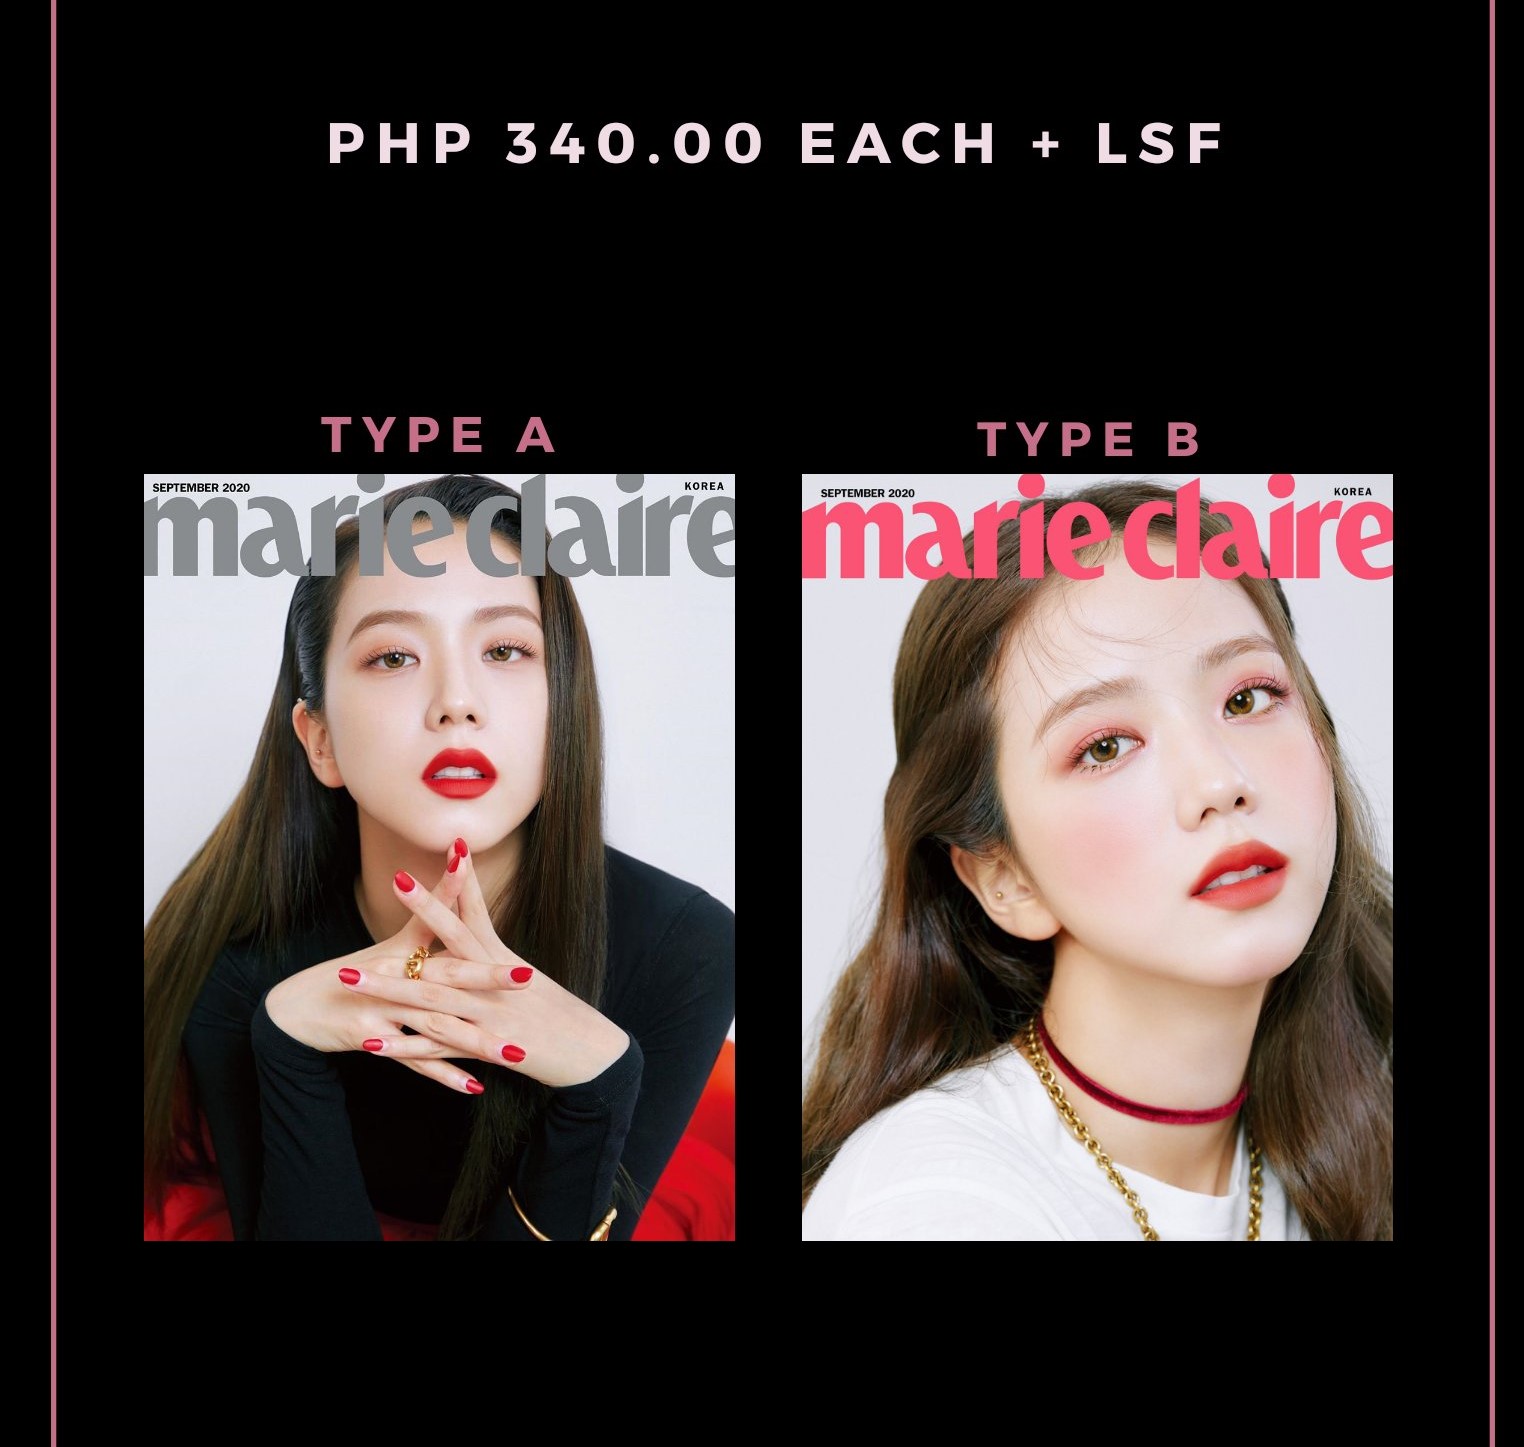 PHP 340.00 EACH + LSF
TYPE A
SEPTEMBER 2020
KOREA
marie claire
TYPE B
SEPTEMBER 2020
KOREA
marie claire